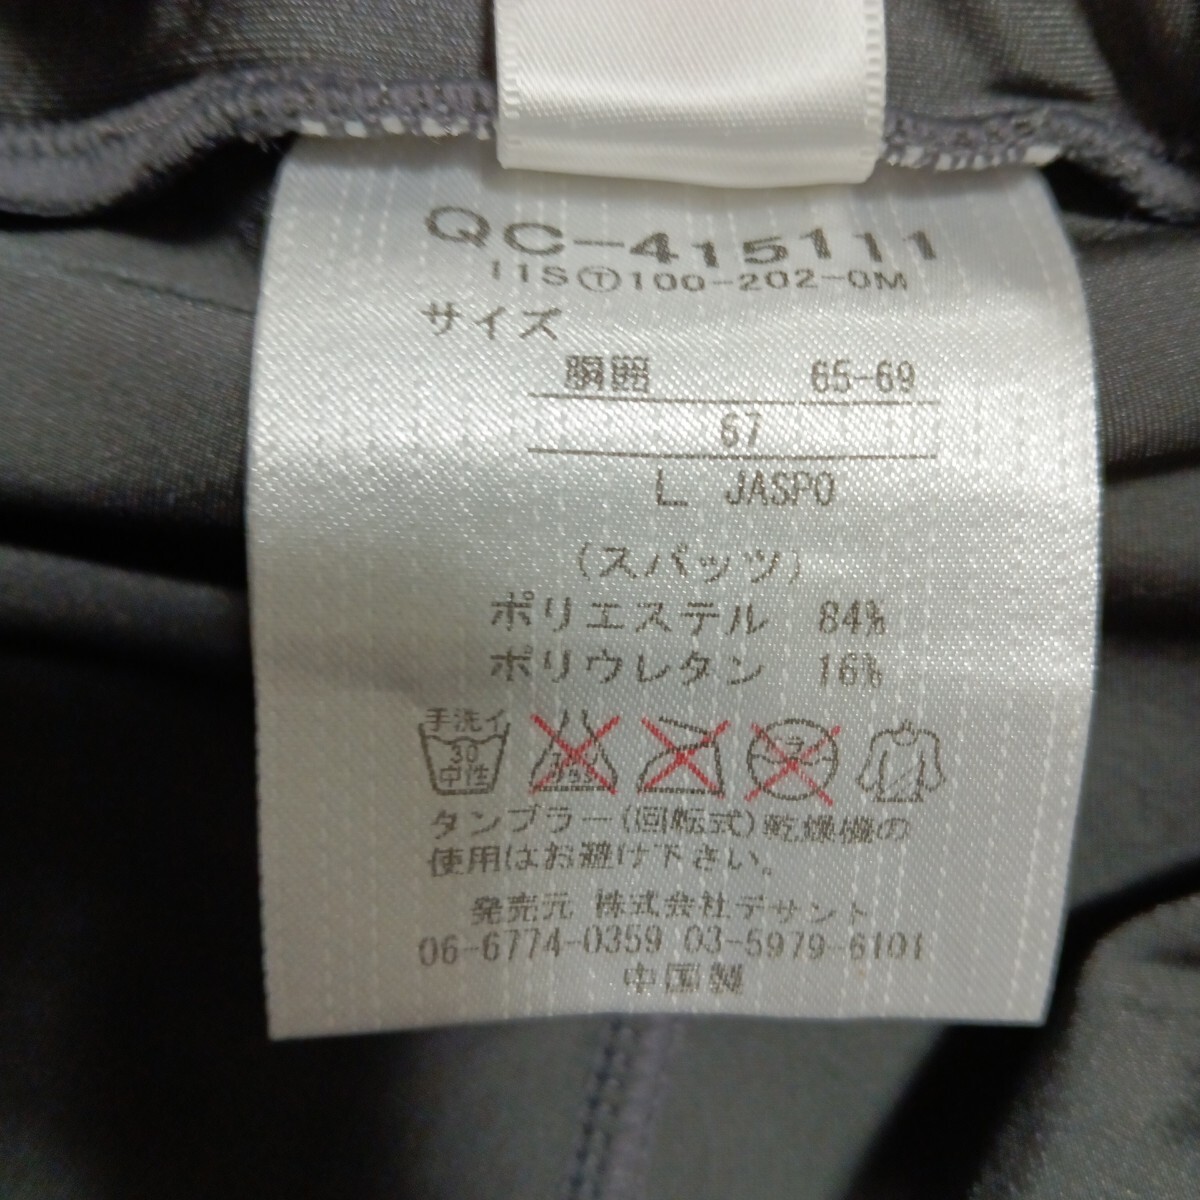 QC-415111
11SⓉ100-202-0M
サイズ
胴囲 65-69
67
L JASPO
(スパッツ)
ポリエステル 84%
ポリウレタン 16%
手洗イ
30
中性
タンブラー(回転式)乾燥機の
使用はお避け下さい。
発売元 株式会社デサント
06-6774-0359 03-5979-6101
中国製